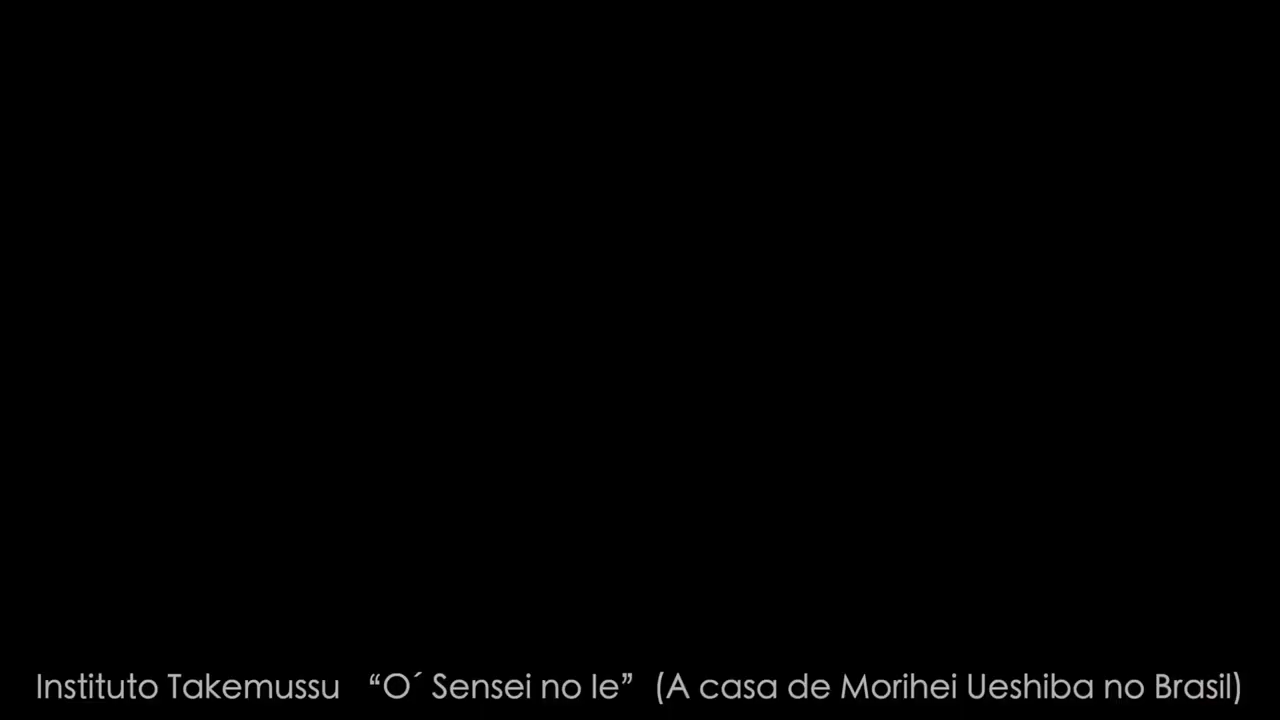 Instituto Takemussu “O´ Sensei no Ie” (A casa de Morihei Ueshiba no Brasil)